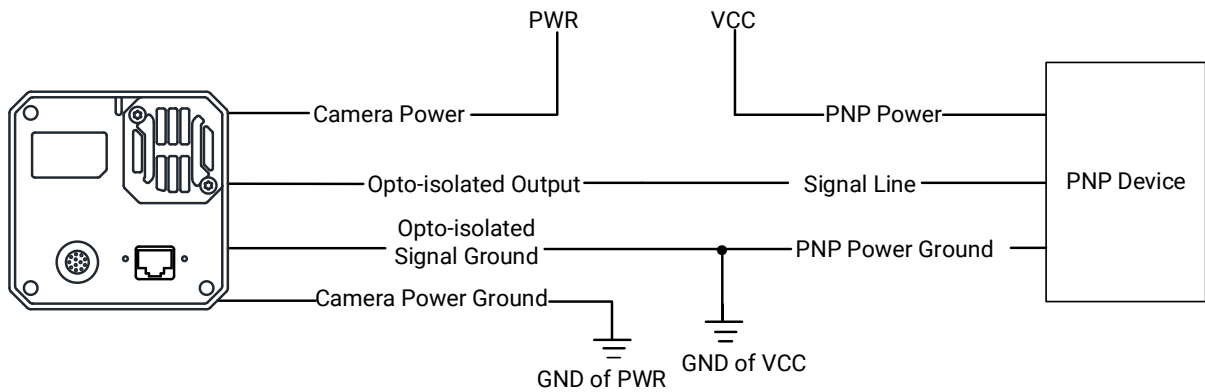 PWR
VCC
Camera Power
PNP Power
Opto-isolated Output
Signal Line
PNP Device
Opto-isolated
Signal Ground
PNP Power Ground
Camera Power Ground
GND of VCC
GND of PWR